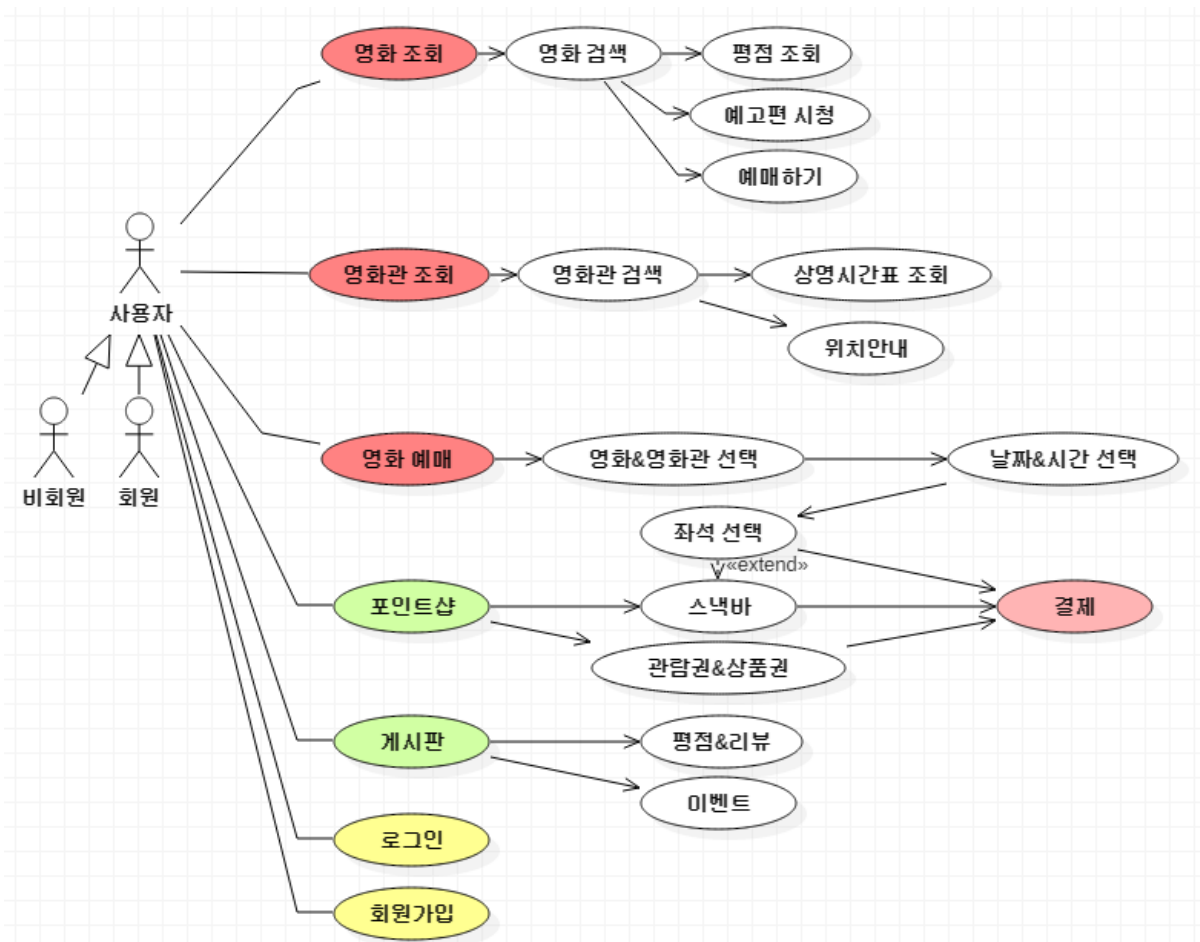 영화 조회
영화 검색
평점 조회
예고편 시청
예매하기
사용자
비회원
회원
영화관 조회
영화관 검색
상영시간표 조회
위치안내
영화 예매
영화&영화관 선택
날짜&시간 선택
좌석 선택
«extend»
포인트샵
스낵바
결제
관람권&상품권
게시판
평점&리뷰
이벤트
로그인
회원가입